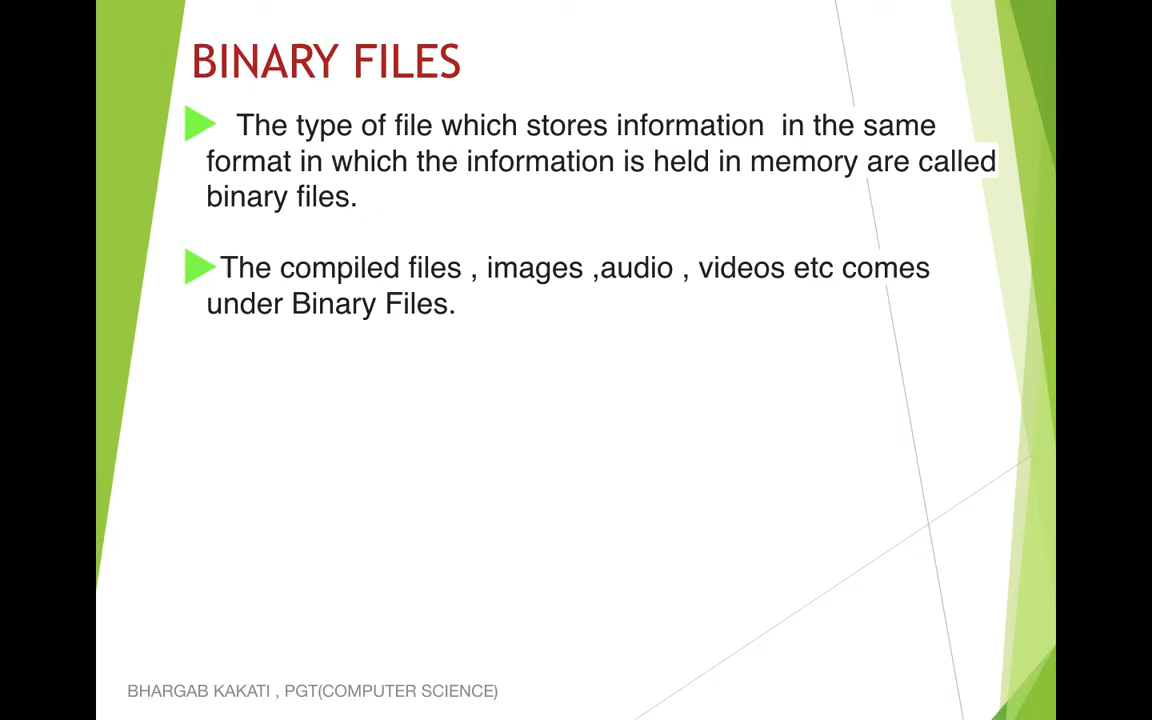 BINARY FILES
The type of file which stores information  in the same
format in which the information is held in memory are called
binary files.
The compiled files , images ,audio , videos etc comes
under Binary Files.
BHARGAB KAKATI , PGT(COMPUTER SCIENCE)